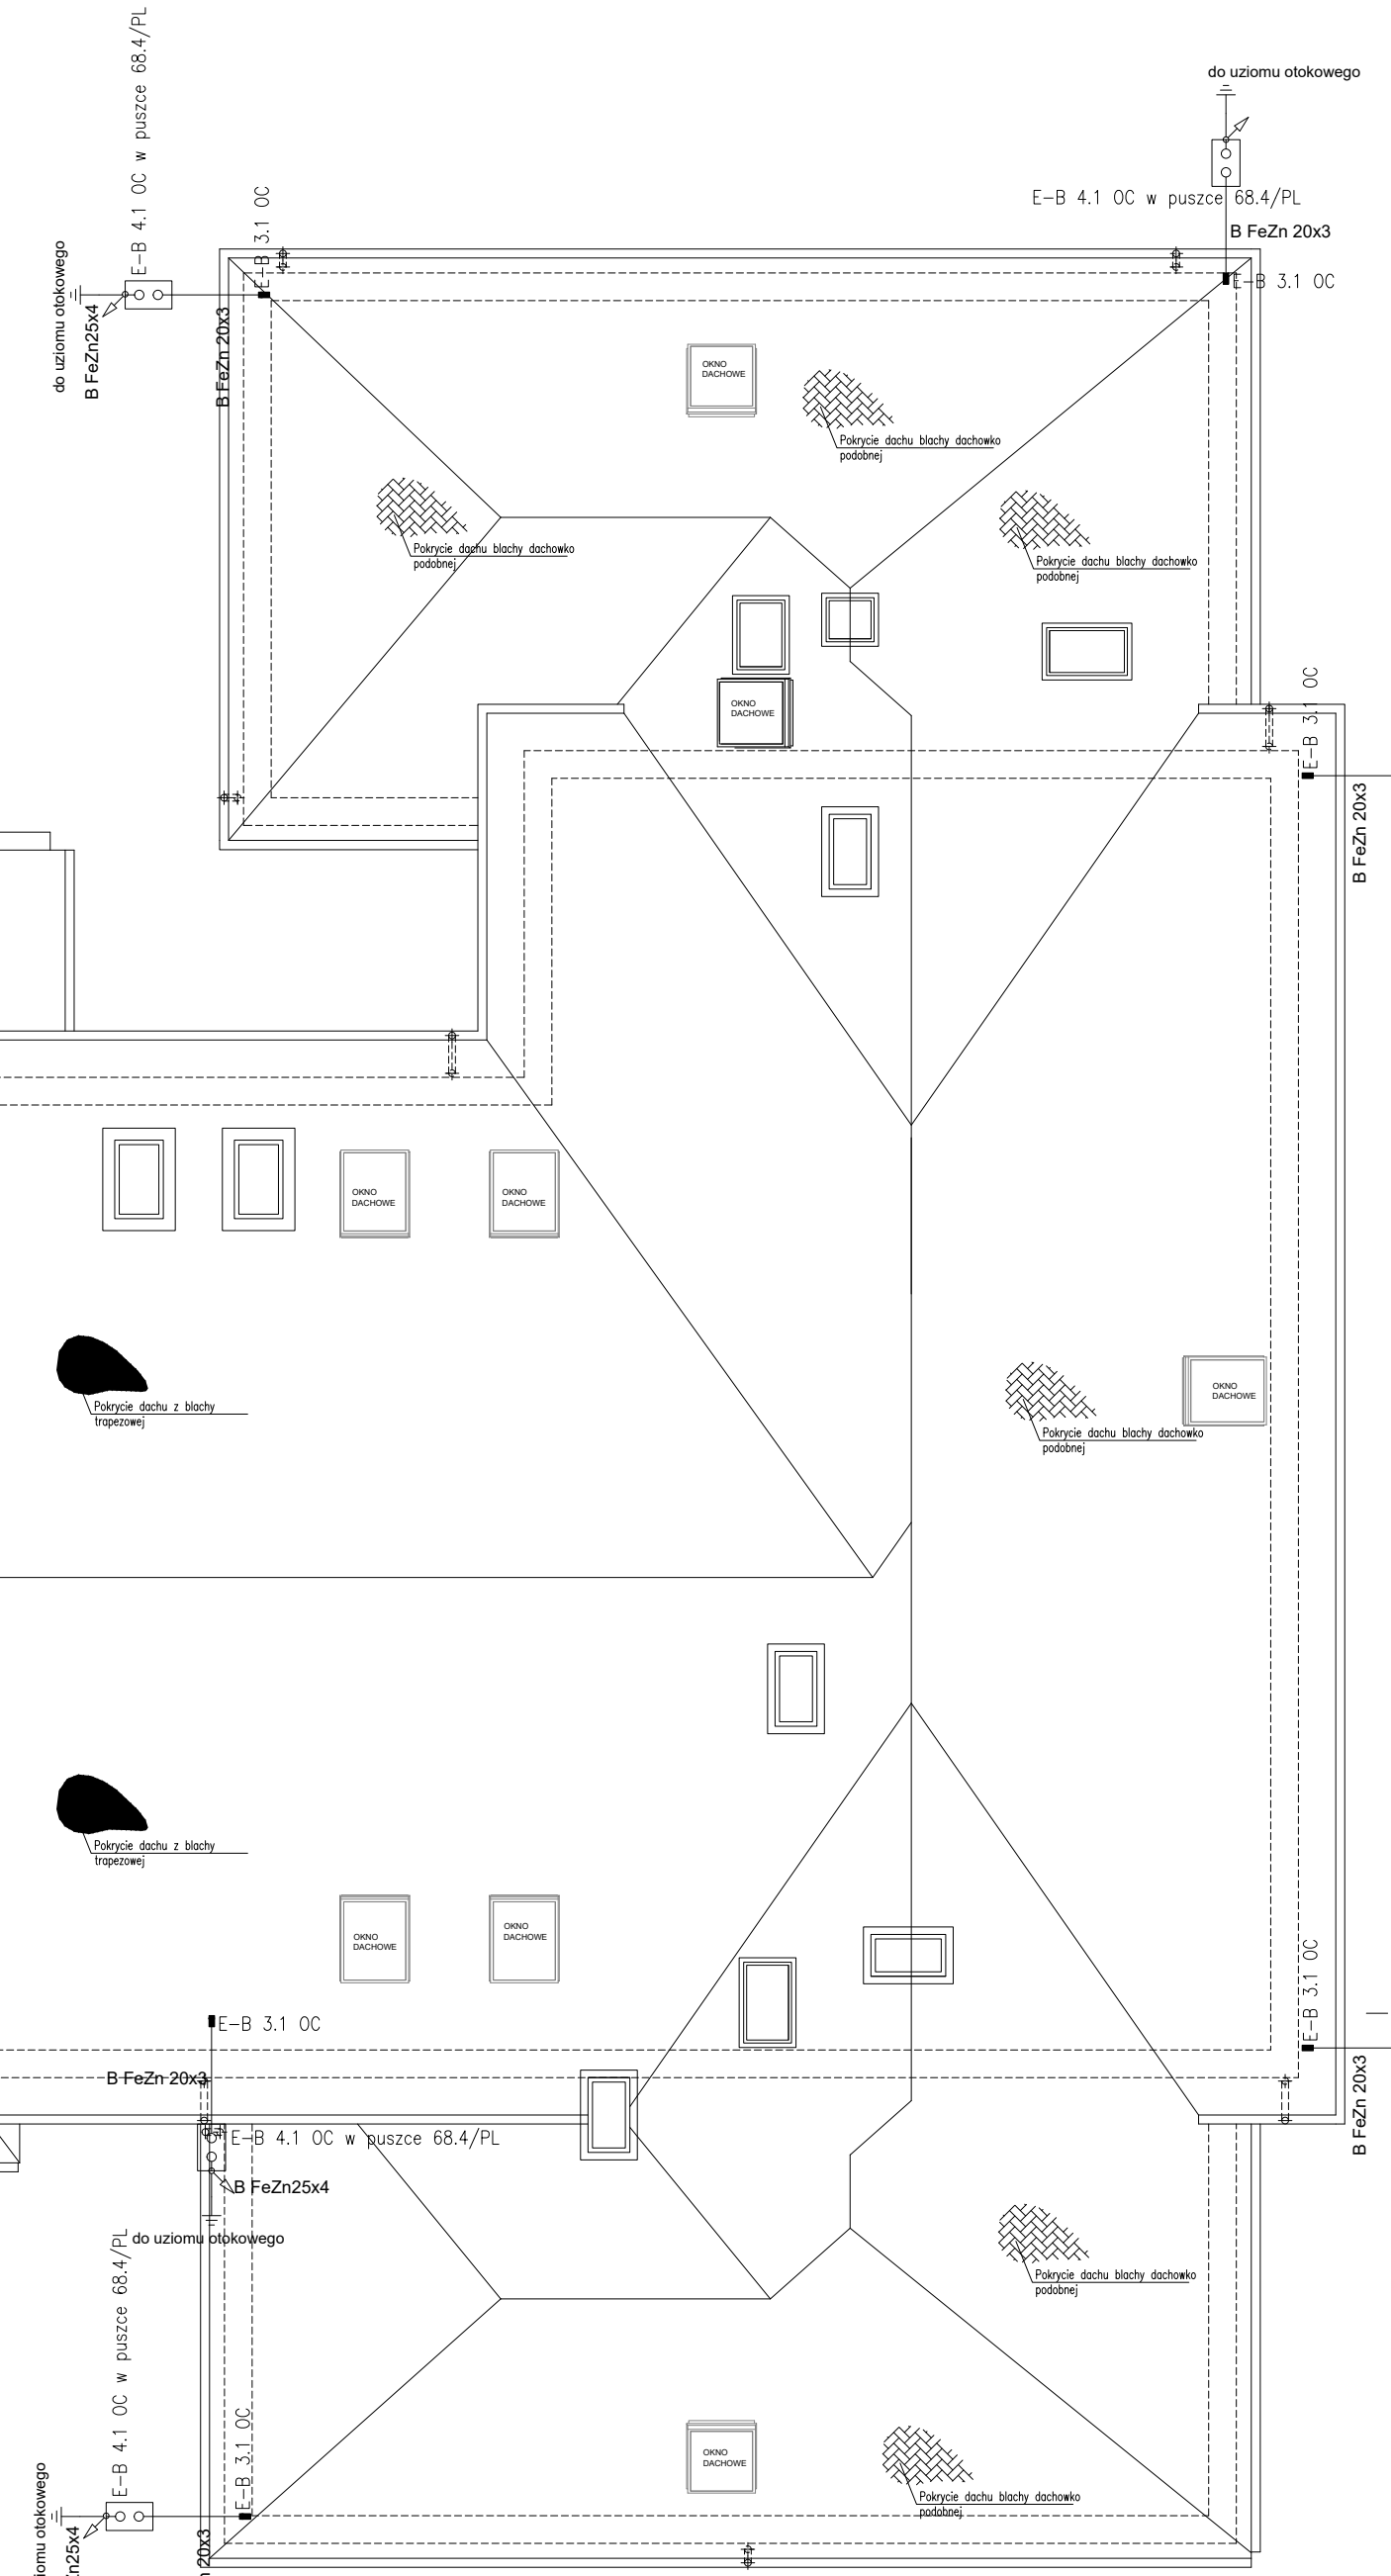 E-B 4.1 OC w puszce 68.4/PL
do uziomu otokowego
B FeZn25x4
E-B 3.1 OC
B FeZn 20x3
do uziomu otokowego
E-B 4.1 OC w puszce 68.4/PL
B FeZn 20x3
E-B 3.1 OC
OKNO
DACHOWE
Pokrycie dachu blachy dachowko
podobnej
Pokrycie dachu blachy dachowko
podobnej
Pokrycie dachu blachy dachowko
podobnej
OKNO
DACHOWE
E-B 3.1 OC
B FeZn 20x3
OKNO
DACHOWE
OKNO
DACHOWE
Pokrycie dachu z blachy
trapezowej
OKNO
DACHOWE
Pokrycie dachu blachy dachowko
podobnej
Pokrycie dachu z blachy
trapezowej
OKNO
DACHOWE
OKNO
DACHOWE
E-B 3.1 OC
B FeZn 20x3
E-B 3.1 OC
B FeZn 20x3
E-B 4.1 OC w puszce 68.4/PL
B FeZn25x4
do uziomu otokowego
Pokrycie dachu blachy dachowko
podobnej
E-B 4.1 OC w puszce 68.4/PL
E-B 3.1 OC
OKNO
DACHOWE
Pokrycie dachu blachy dachowko
podobnej
iomu otokowego
Zn25x4
n 20x3